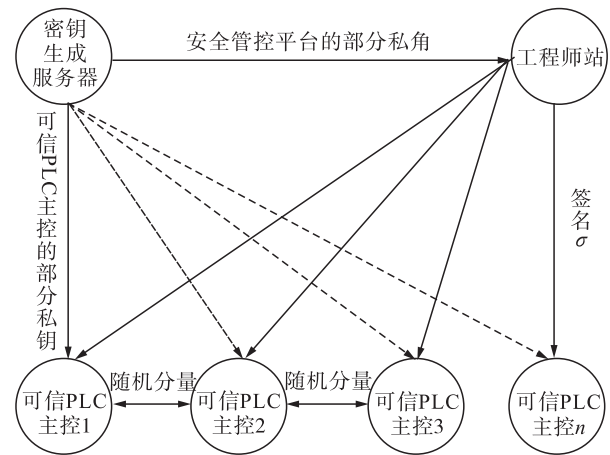 密钥
生成
服务器
安全管控平台的部分私角
工程师站
可信PLC主控的部分私钥
签名σ
随机分量
随机分量
可信PLC
主控1
可信PLC
主控2
可信PLC
主控3
可信PLC
主控n